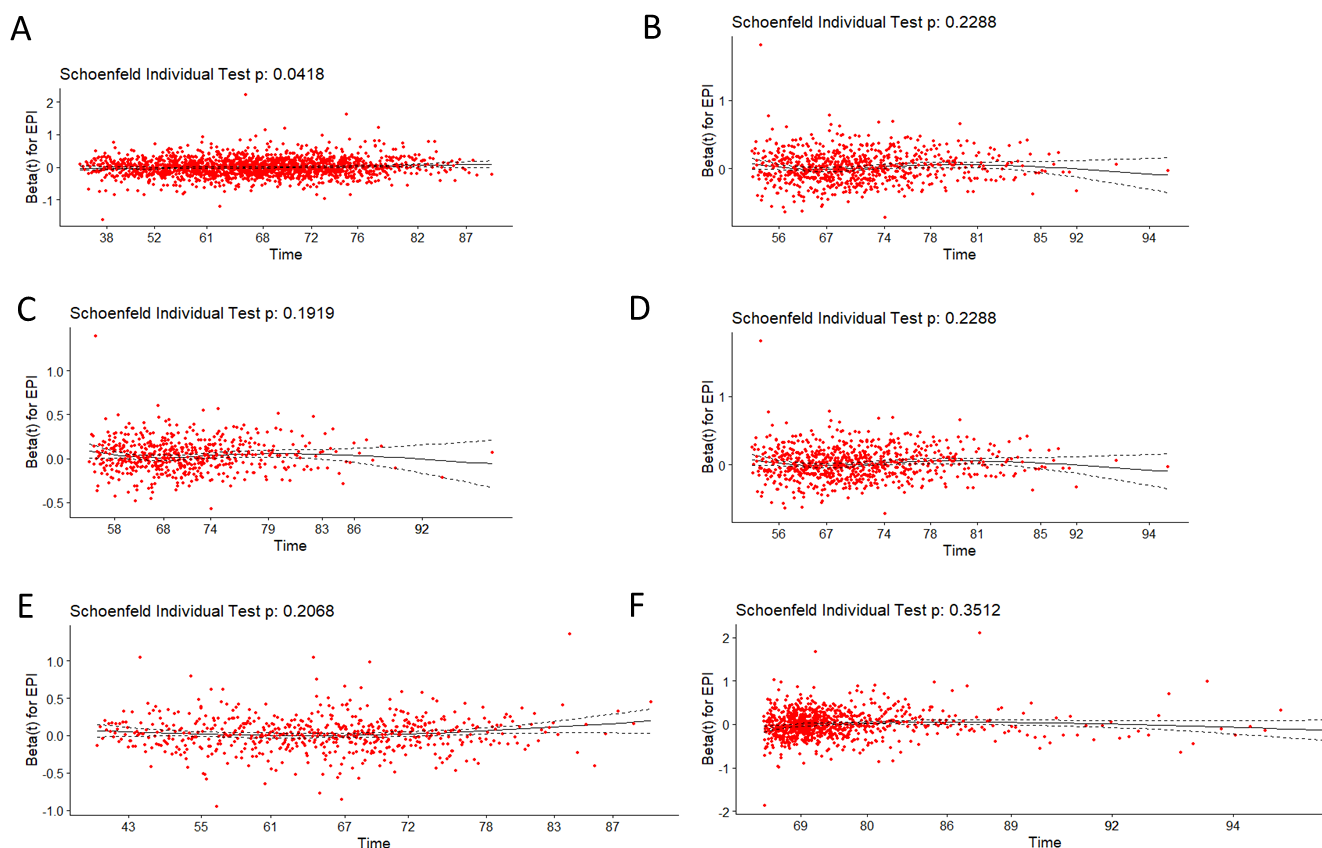 A
Schoenfeld Individual Test p: 0.0418
Beta(t) for EPI
2
1
0
-1
38 52 61 68 72 76 82 87
Time
B
Schoenfeld Individual Test p: 0.2288
Beta(t) for EPI
1
0
56 67 74 78 81 85 92 94
Time
C
Schoenfeld Individual Test p: 0.1919
Beta(t) for EPI
1.0
0.5
0.0
-0.5
58 68 74 79 83 86 92
Time
D
Schoenfeld Individual Test p: 0.2288
Beta(t) for EPI
1
0
56 67 74 78 81 85 92 94
Time
E
Schoenfeld Individual Test p: 0.2068
Beta(t) for EPI
1.0
0.5
0.0
-0.5
-1.0
43 55 61 67 72 78 83 87
Time
F
Schoenfeld Individual Test p: 0.3512
Beta(t) for EPI
2
1
0
-1
-2
69 80 86 89 92 94
Time